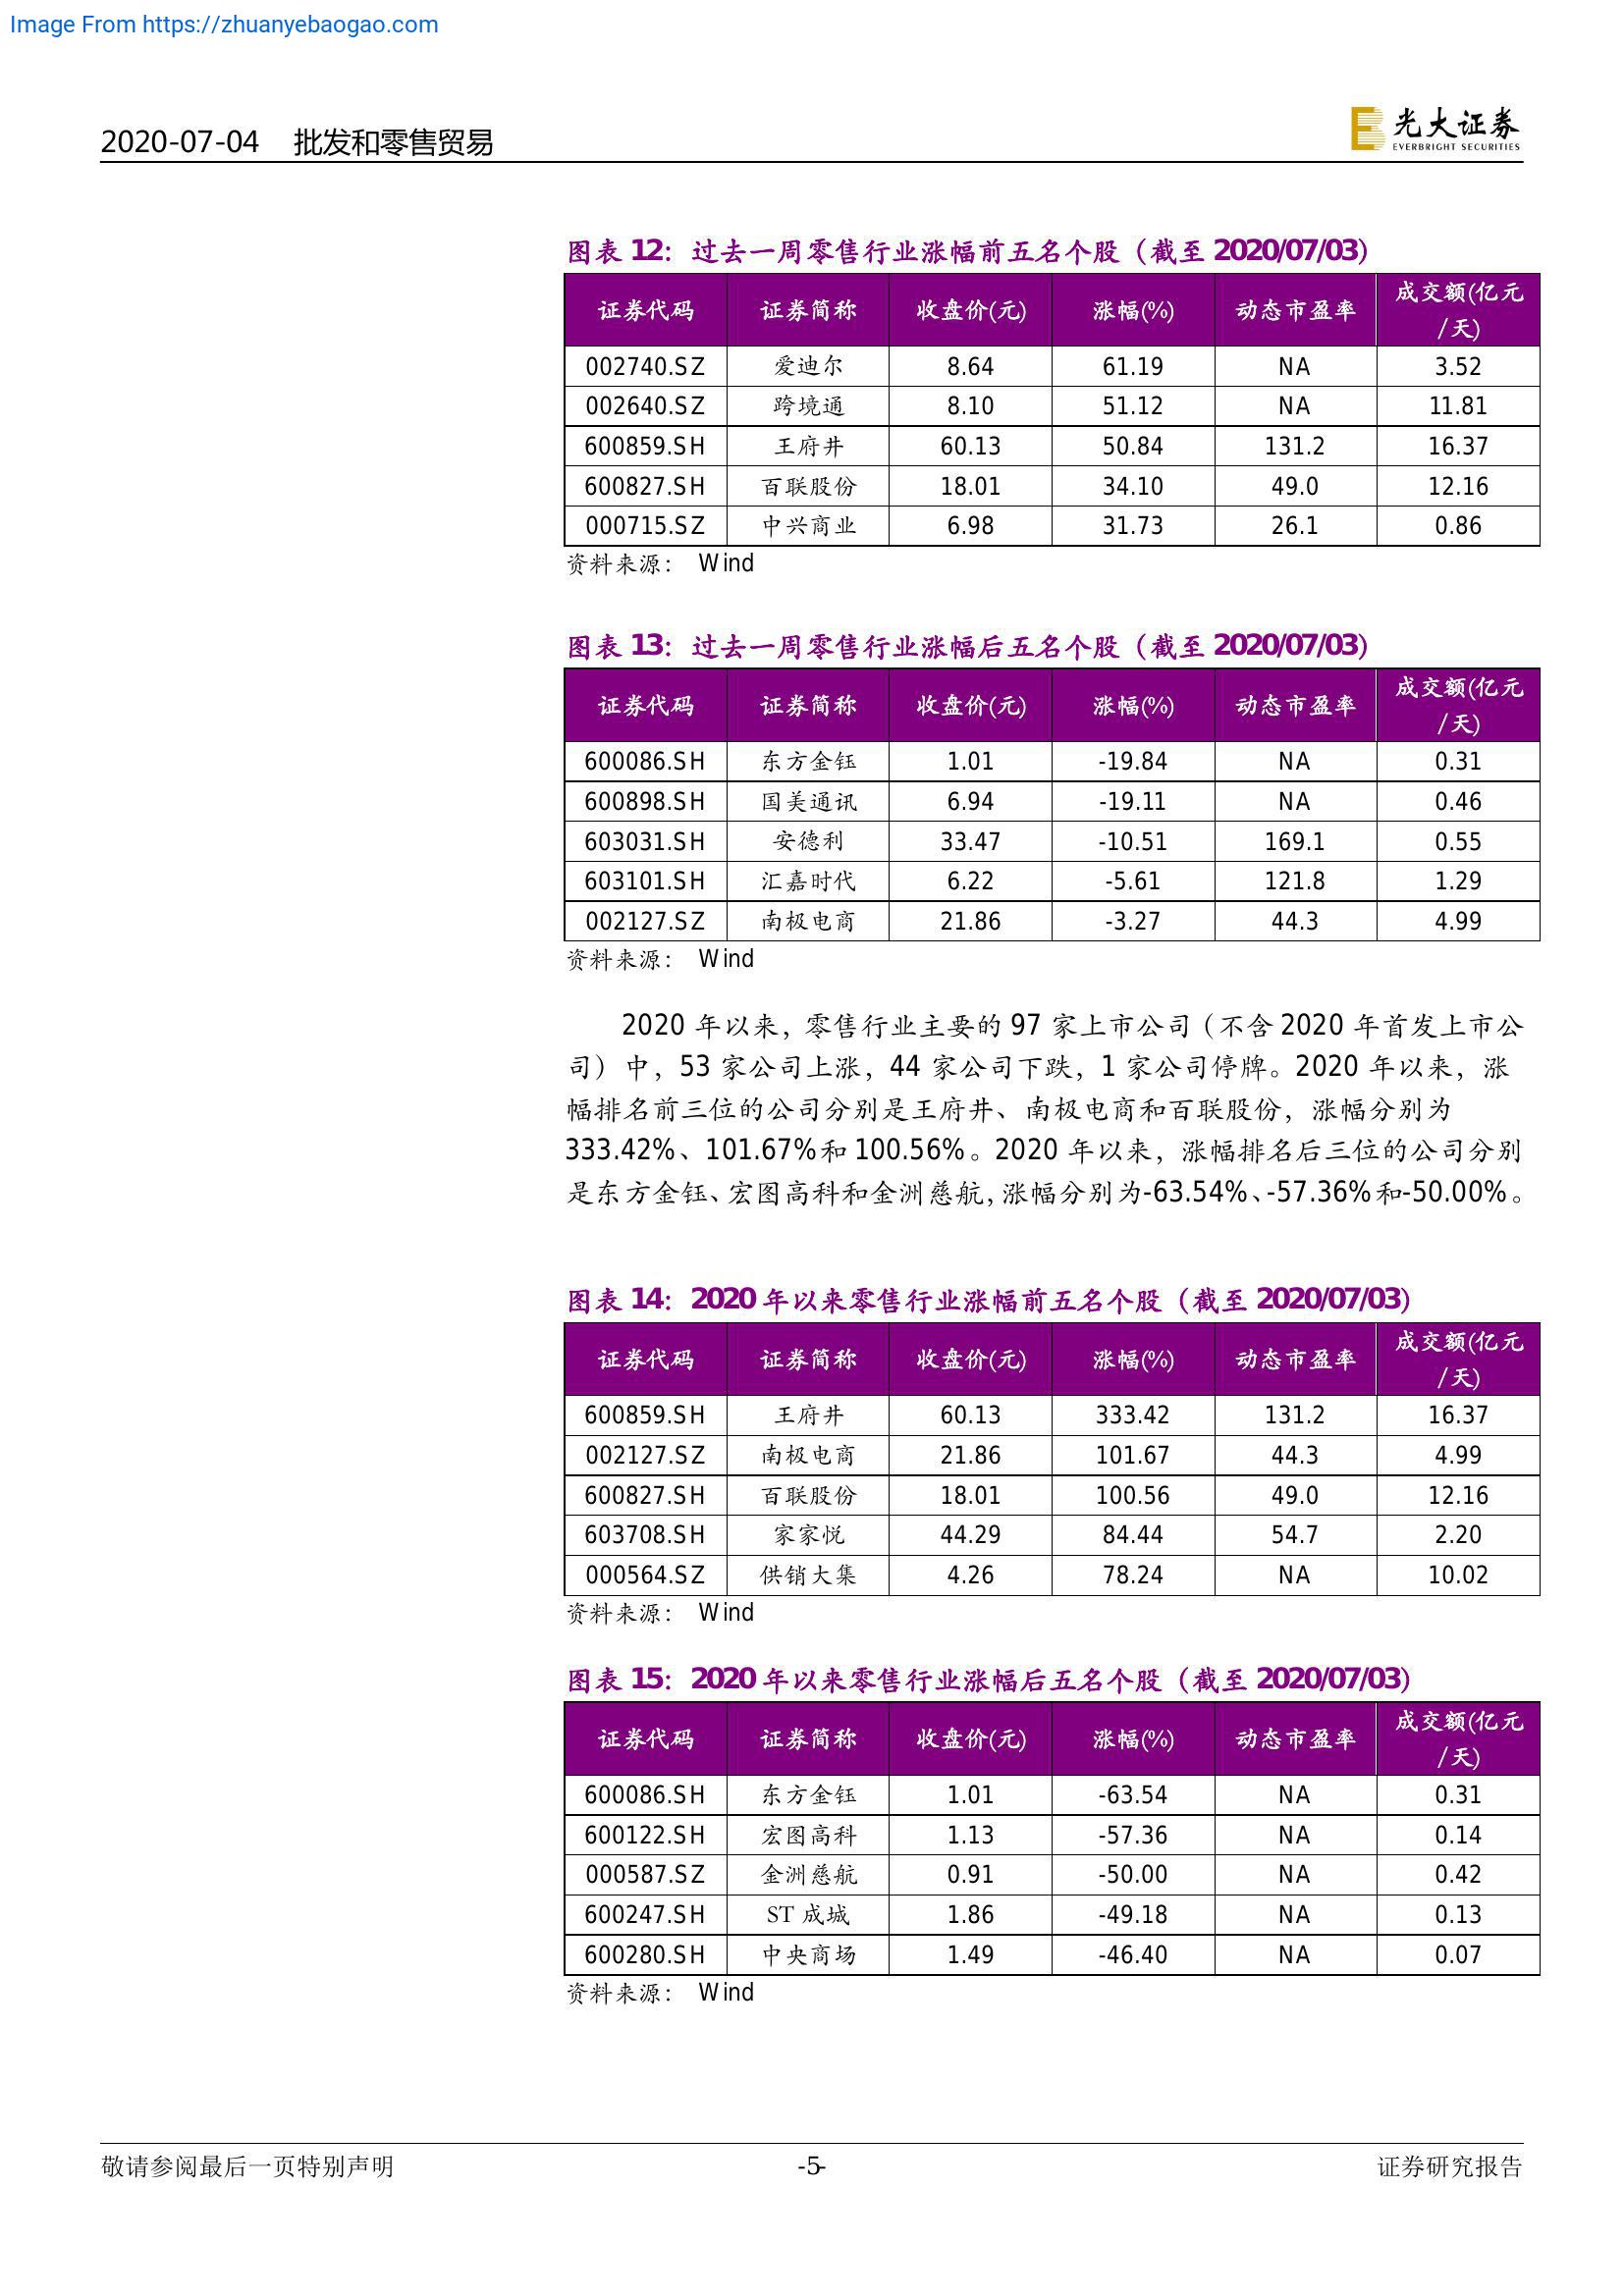 Image From https://zhuanyebaogao.com
2020-07-04 批发和零售贸易
光大证券
EVERBRIGHT SECURITIES
图表 12：过去一周零售行业涨幅前五名个股（截至 2020/07/03）
证券代码 证券简称 收盘价(元) 涨幅(%) 动态市盈率 成交额(亿元/天)
002740.SZ 爱迪尔 8.64 61.19 NA 3.52
002640.SZ 跨境通 8.10 51.12 NA 11.81
600859.SH 王府井 60.13 50.84 131.2 16.37
600827.SH 百联股份 18.01 34.10 49.0 12.16
000715.SZ 中兴商业 6.98 31.73 26.1 0.86
资料来源： Wind
图表 13：过去一周零售行业涨幅后五名个股（截至 2020/07/03）
证券代码 证券简称 收盘价(元) 涨幅(%) 动态市盈率 成交额(亿元/天)
600086.SH 东方金钰 1.01 -19.84 NA 0.31
600898.SH 国美通讯 6.94 -19.11 NA 0.46
603031.SH 安德利 33.47 -10.51 169.1 0.55
603101.SH 汇嘉时代 6.22 -5.61 121.8 1.29
002127.SZ 南极电商 21.86 -3.27 44.3 4.99
资料来源： Wind
2020 年以来，零售行业主要的 97 家上市公司（不含 2020 年首发上市公
司）中，53 家公司上涨，44 家公司下跌，1 家公司停牌。2020 年以来，涨
幅排名前三位的公司分别是王府井、南极电商和百联股份，涨幅分别为
333.42%、101.67%和 100.56%。2020 年以来，涨幅排名后三位的公司分别
是东方金钰、宏图高科和金洲慈航，涨幅分别为-63.54%、-57.36%和-50.00%。
图表 14：2020 年以来零售行业涨幅前五名个股（截至 2020/07/03）
证券代码 证券简称 收盘价(元) 涨幅(%) 动态市盈率 成交额(亿元/天)
600859.SH 王府井 60.13 333.42 131.2 16.37
002127.SZ 南极电商 21.86 101.67 44.3 4.99
600827.SH 百联股份 18.01 100.56 49.0 12.16
603708.SH 家家悦 44.29 84.44 54.7 2.20
000564.SZ 供销大集 4.26 78.24 NA 10.02
资料来源： Wind
图表 15：2020 年以来零售行业涨幅后五名个股（截至 2020/07/03）
证券代码 证券简称 收盘价(元) 涨幅(%) 动态市盈率 成交额(亿元/天)
600086.SH 东方金钰 1.01 -63.54 NA 0.31
600122.SH 宏图高科 1.13 -57.36 NA 0.14
000587.SZ 金洲慈航 0.91 -50.00 NA 0.42
600247.SH ST 成城 1.86 -49.18 NA 0.13
600280.SH 中央商场 1.49 -46.40 NA 0.07
资料来源： Wind
敬请参阅最后一页特别声明 -5- 证券研究报告